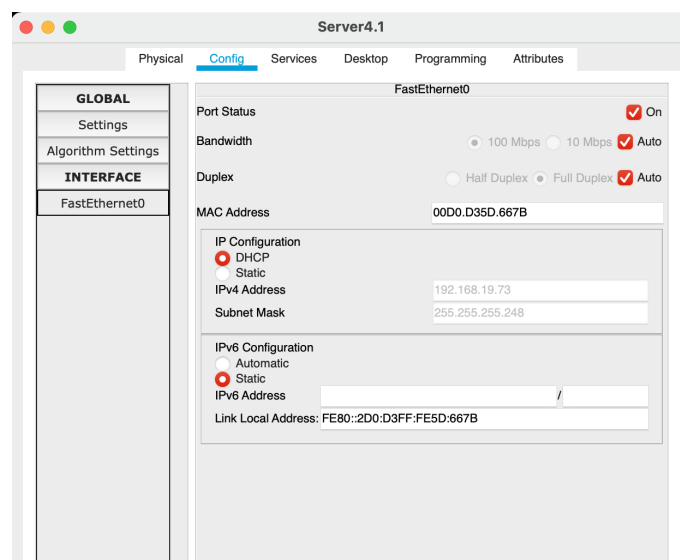 Server4.1
Physical Config Services Desktop Programming Attributes
GLOBAL
Settings
Algorithm Settings
INTERFACE
FastEthernet0
FastEthernet0
Port Status On
Bandwidth 100 Mbps 10 Mbps Auto
Duplex Half Duplex Full Duplex Auto
MAC Address 00D0.D35D.667B
IP Configuration
DHCP
Static
IPv4 Address 192.168.19.73
Subnet Mask 255.255.255.248
IPv6 Configuration
Automatic
Static
IPv6 Address /
Link Local Address: FE80::2D0:D3FF:FE5D:667B